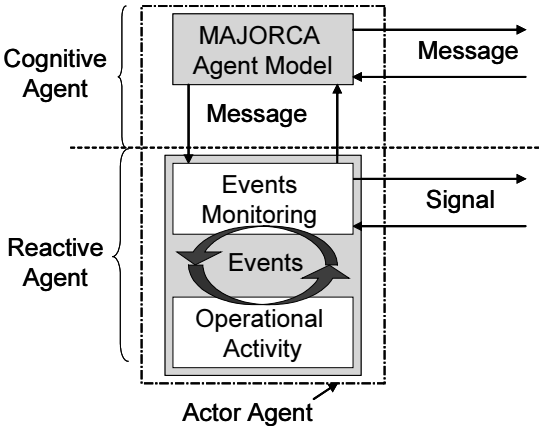 Cognitive
Agent
MAJORCA
Agent Model
Message
Message
Reactive
Agent
Events
Monitoring
Signal
Events
Operational
Activity
Actor Agent